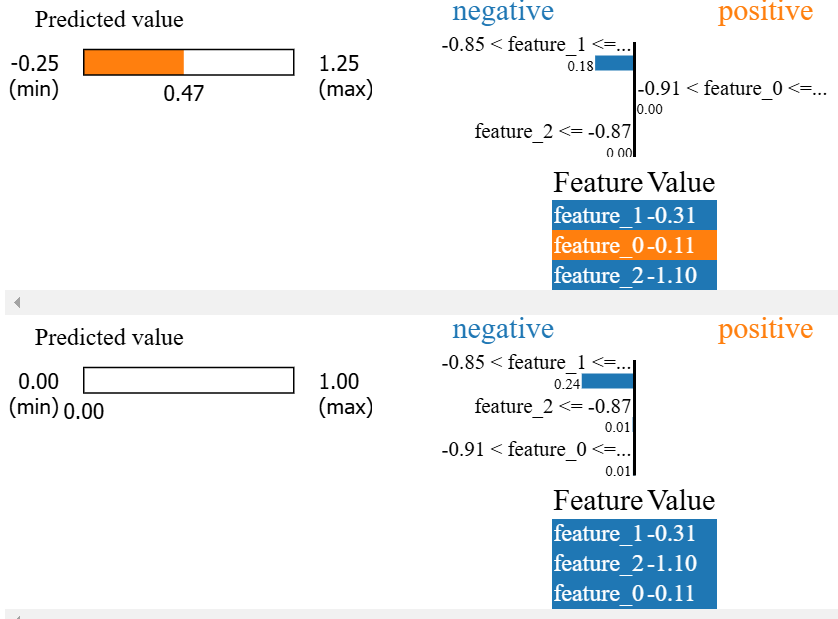 Predicted value
-0.25
(min)
1.25
(max)
0.47
negative positive
-0.85 < feature_1 <=...
0.18
-0.91 < feature_0 <=...
0.00
feature_2 <= -0.87
0.00
Feature Value
feature_1 -0.31
feature_0 -0.11
feature_2 -1.10
Predicted value
0.00
(min)
1.00
(max)
0.00
negative positive
-0.85 < feature_1 <=...
0.24
feature_2 <= -0.87
0.01
-0.91 < feature_0 <=...
0.01
Feature Value
feature_1 -0.31
feature_2 -1.10
feature_0 -0.11